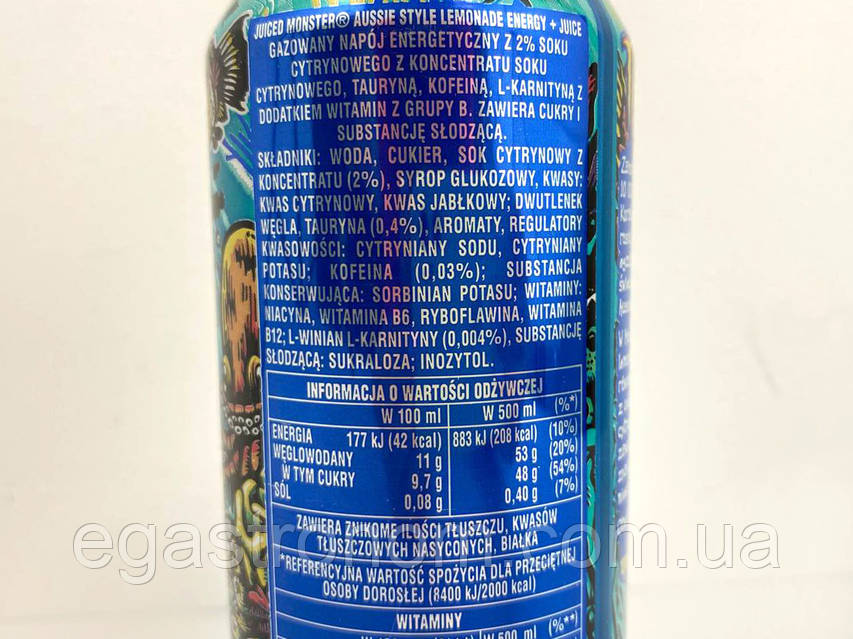 JUICED MONSTER® AUSSIE STYLE LEMONADE ENERGY + JUICE
GAZOWANY NAPÓJ ENERGETYCZNY Z 2% SOKU
CYTRYNOWEGO Z KONCENTRATU SOKU
CYTRYNOWEGO, TAURYNĄ, KOFEINĄ, L-KARNITYNĄ Z
DODATKIEM WITAMIN Z GRUPY B. ZAWIERA CUKRY I
SUBSTANCJĘ SŁODZĄCĄ.
SKŁADNIKI: WODA, CUKIER, SOK CYTRYNOWY Z
KONCENTRATU (2%), SYROP GLUKOZOWY, KWASY:
KWAS CYTRYNOWY, KWAS JABŁKOWY; DWUTLENEK
WĘGLA, TAURYNA (0,4%), AROMATY, REGULATORY
KWASOWOŚCI: CYTRYNIANY SODU, CYTRYNIANY
POTASU; KOFEINA (0,03%); SUBSTANCJA
KONSERWUJĄCA: SORBINIAN POTASU; WITAMINY:
NIACYNA, WITAMINA B6, RYBOFLAWINA, WITAMINA
B12; L-WINIAN L-KARNITYNY (0,004%), SUBSTANCJĘ
SŁODZĄCĄ: SUKRALOZA; INOZYTOL.
INFORMACJA O WARTOŚCI ODŻYWCZEJ
W 100 ml W 500 ml (%*)
ENERGIA 177 kJ (42 kcal) 883 kJ (208 kcal) (10%)
WĘGLOWODANY 11 g 53 g (20%)
W TYM CUKRY 9,7 g 48 g (54%)
SÓL 0,08 g 0,40 g (7%)
ZAWIERA ZNIKOME ILOŚCI TŁUSZCZU, KWASÓW
TŁUSZCZOWYCH NASYCONYCH, BIAŁKA
*REFERENCYJNA WARTOŚĆ SPOŻYCIA DLA PRZECIĘTNEJ
OSOBY DOROSŁEJ (8400 kJ/2000 kcal)
WITAMINY
W 500 ml (%**)
egastronom.com.ua